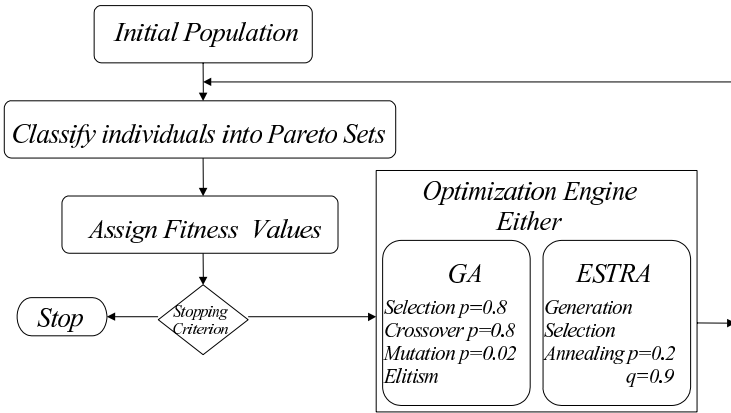 Initial Population
Classify individuals into Pareto Sets
Assign Fitness Values
Stopping
Criterion
Stop
Optimization Engine
Either
GA
Selection p=0.8
Crossover p=0.8
Mutation p=0.02
Elitism
ESTRA
Generation
Selection
Annealing p=0.2
q=0.9